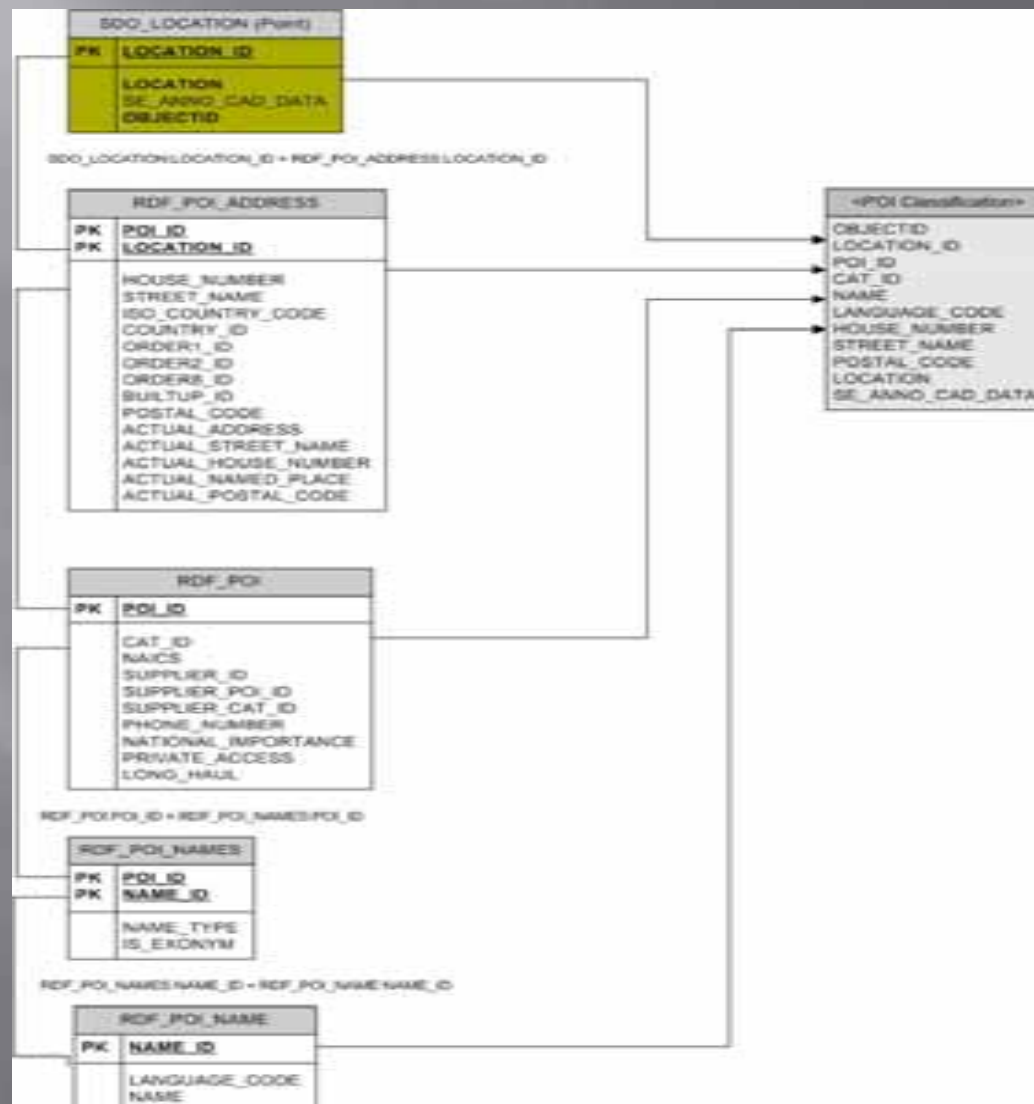 SDO_LOCATION (Point)
PK LOCATION_ID
LOCATION
SE_ANNO_CAD_DATA
OBJECTID
SDO_LOCATION.LOCATION_ID = RDF_POI_ADDRESS.LOCATION_ID
RDF_POI_ADDRESS
PK POI_ID
PK LOCATION_ID
HOUSE_NUMBER
STREET_NAME
ISO_COUNTRY_CODE
COUNTRY_ID
ORDER1_ID
ORDER2_ID
ORDER8_ID
BUILTUP_ID
POSTAL_CODE
ACTUAL_ADDRESS
ACTUAL_STREET_NAME
ACTUAL_HOUSE_NUMBER
ACTUAL_NAMED_PLACE
ACTUAL_POSTAL_CODE
<POI Classification>
OBJECTID
LOCATION_ID
POI_ID
CAT_ID
NAME
LANGUAGE_CODE
HOUSE_NUMBER
STREET_NAME
POSTAL_CODE
LOCATION
SE_ANNO_CAD_DATA
RDF_POI
PK POI_ID
CAT_ID
NAICS
SUPPLIER_ID
SUPPLIER_POI_ID
SUPPLIER_CAT_ID
PHONE_NUMBER
NATIONAL_IMPORTANCE
PRIVATE_ACCESS
LONG_HAUL
RDF_POI.POI_ID = RDF_POI_NAMES.POI_ID
RDF_POI_NAMES
PK POI_ID
PK NAME_ID
NAME_TYPE
IS_EXONYM
RDF_POI_NAMES.NAME_ID = RDF_POI_NAME.NAME_ID
RDF_POI_NAME
PK NAME_ID
LANGUAGE_CODE
NAME